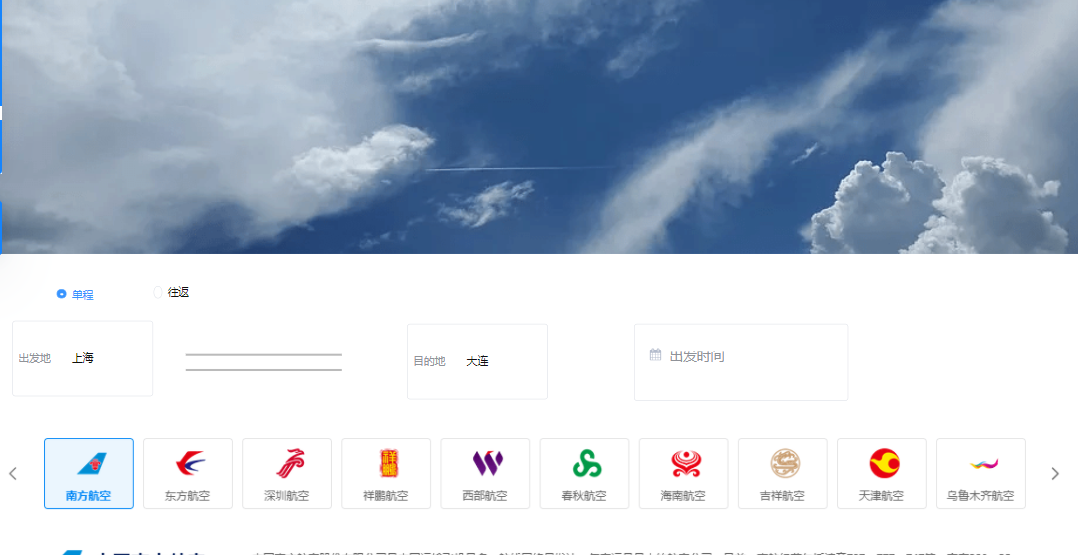 单程 往返
出发地 上海 目的地 大连 出发时间
南方航空 东方航空 深圳航空 祥鹏航空 西部航空 春秋航空 海南航空 吉祥航空 天津航空 乌鲁木齐航空